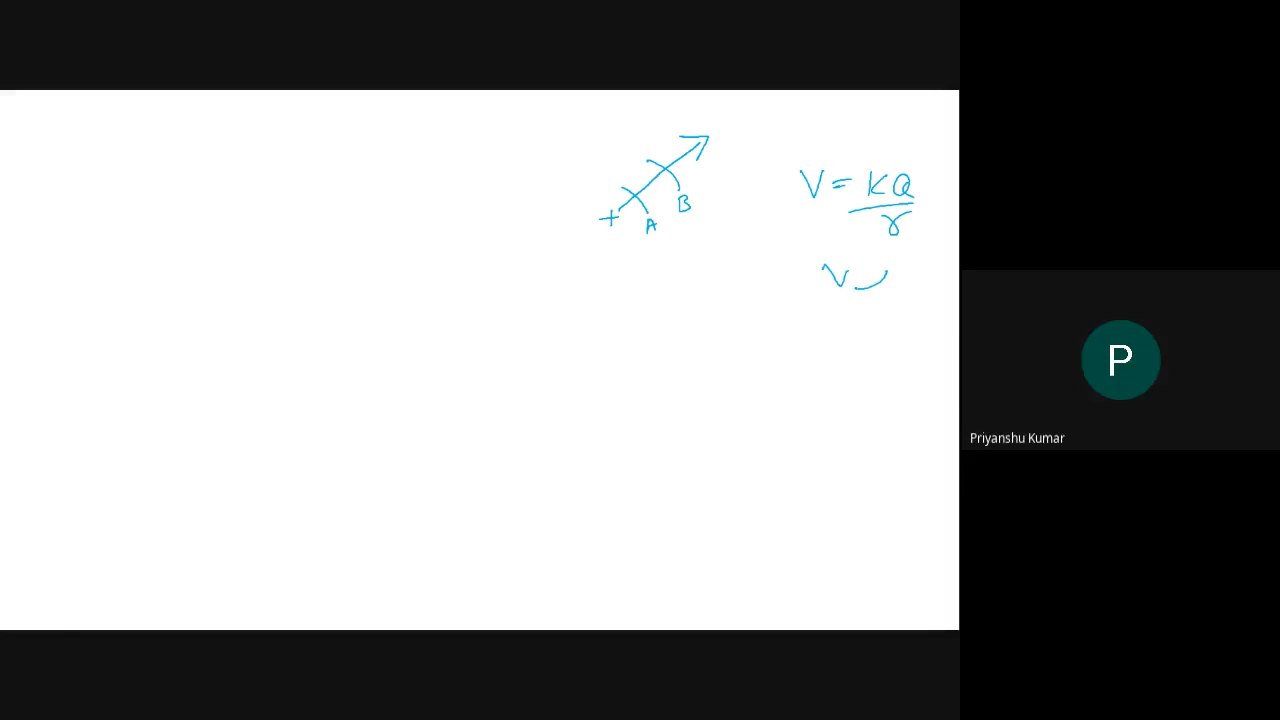 + A B
V = KQ
r
V
P
Priyanshu Kumar